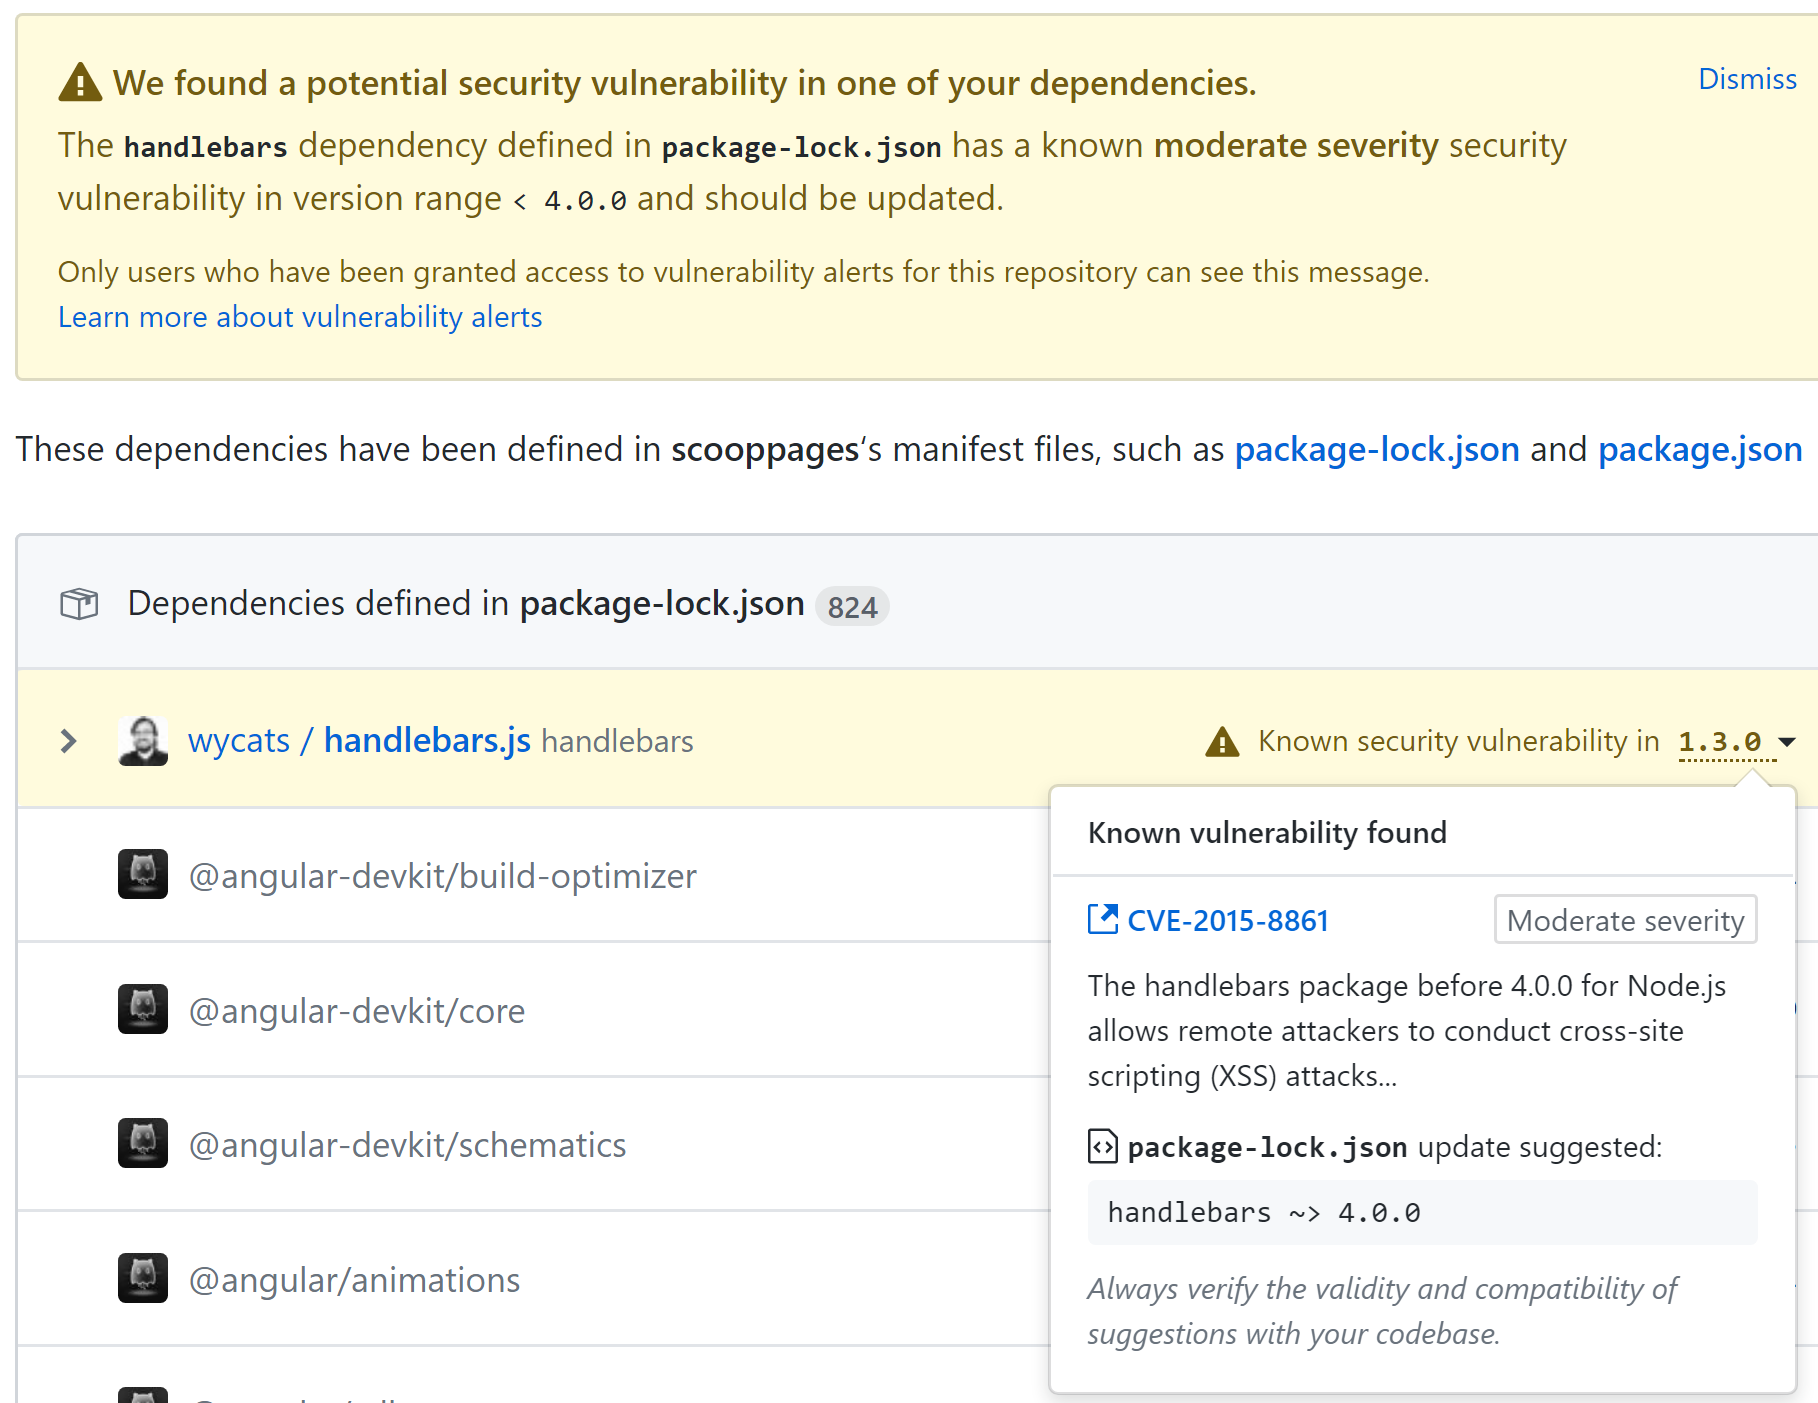 We found a potential security vulnerability in one of your dependencies.
Dismiss
The handlebars dependency defined in package-lock.json has a known moderate severity security
vulnerability in version range < 4.0.0 and should be updated.
Only users who have been granted access to vulnerability alerts for this repository can see this message.
Learn more about vulnerability alerts
These dependencies have been defined in scooppages‘s manifest files, such as package-lock.json and package.json
Dependencies defined in package-lock.json 824
wycats / handlebars.js handlebars
Known security vulnerability in 1.3.0
@angular-devkit/build-optimizer
@angular-devkit/core
@angular-devkit/schematics
@angular/animations
Known vulnerability found
CVE-2015-8861
Moderate severity
The handlebars package before 4.0.0 for Node.js
allows remote attackers to conduct cross-site
scripting (XSS) attacks...
package-lock.json update suggested:
handlebars ~> 4.0.0
Always verify the validity and compatibility of
suggestions with your codebase.